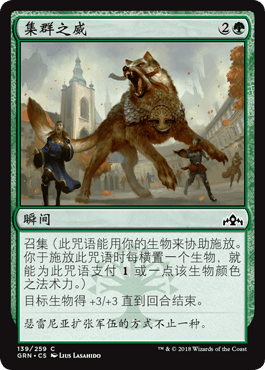 集群之威 2
瞬间
召集（此咒语能用你的生物来协助施放。
你于施放此咒语时每横置一个生物，就
能为此咒语支付 1 或一点该生物颜色
之法术力。）
目标生物得 +3/+3 直到回合结束。
瑟雷尼亚扩张军伍的方式不止一种。
139/259 C
GRN • CS LIUS LASAHIDO
™ & © 2018 Wizards of the Coast